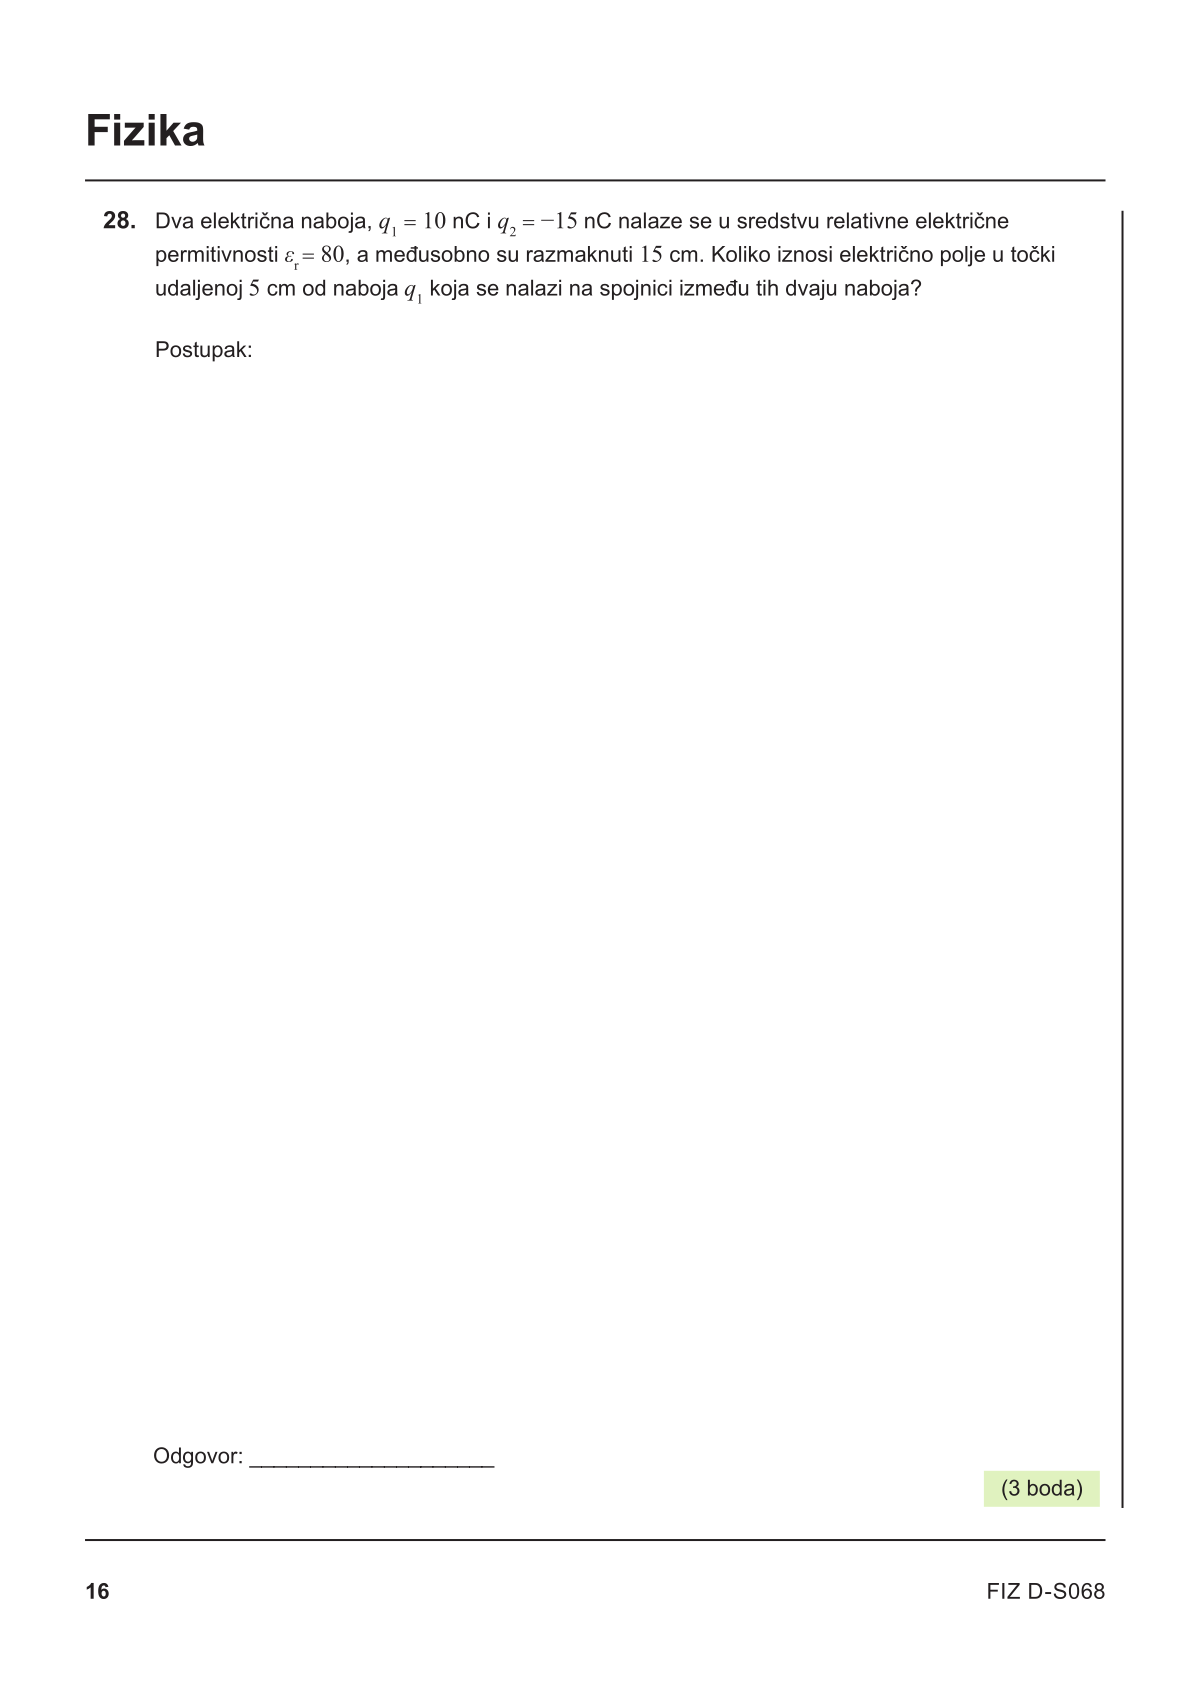 Fizika
28. Dva električna naboja, q₁ = 10 nC i q₂ = −15 nC nalaze se u sredstvu relativne električne
permitivnosti εᵣ = 80, a međusobno su razmaknuti 15 cm. Koliko iznosi električno polje u točki
udaljenoj 5 cm od naboja q₁ koja se nalazi na spojnici između tih dvaju naboja?
Postupak:
Odgovor: ____________________
(3 boda)
16 FIZ D-S068